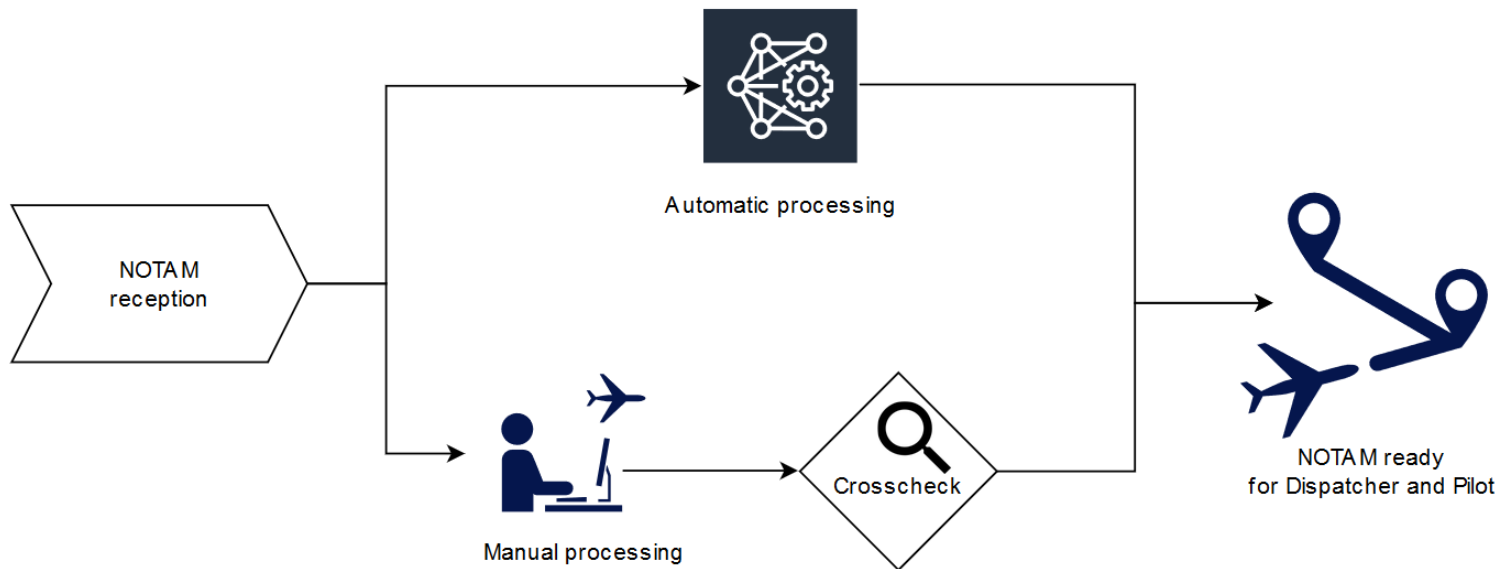 Automatic processing
NOTAM
reception
Crosscheck
Manual processing
NOTAM ready
for Dispatcher and Pilot